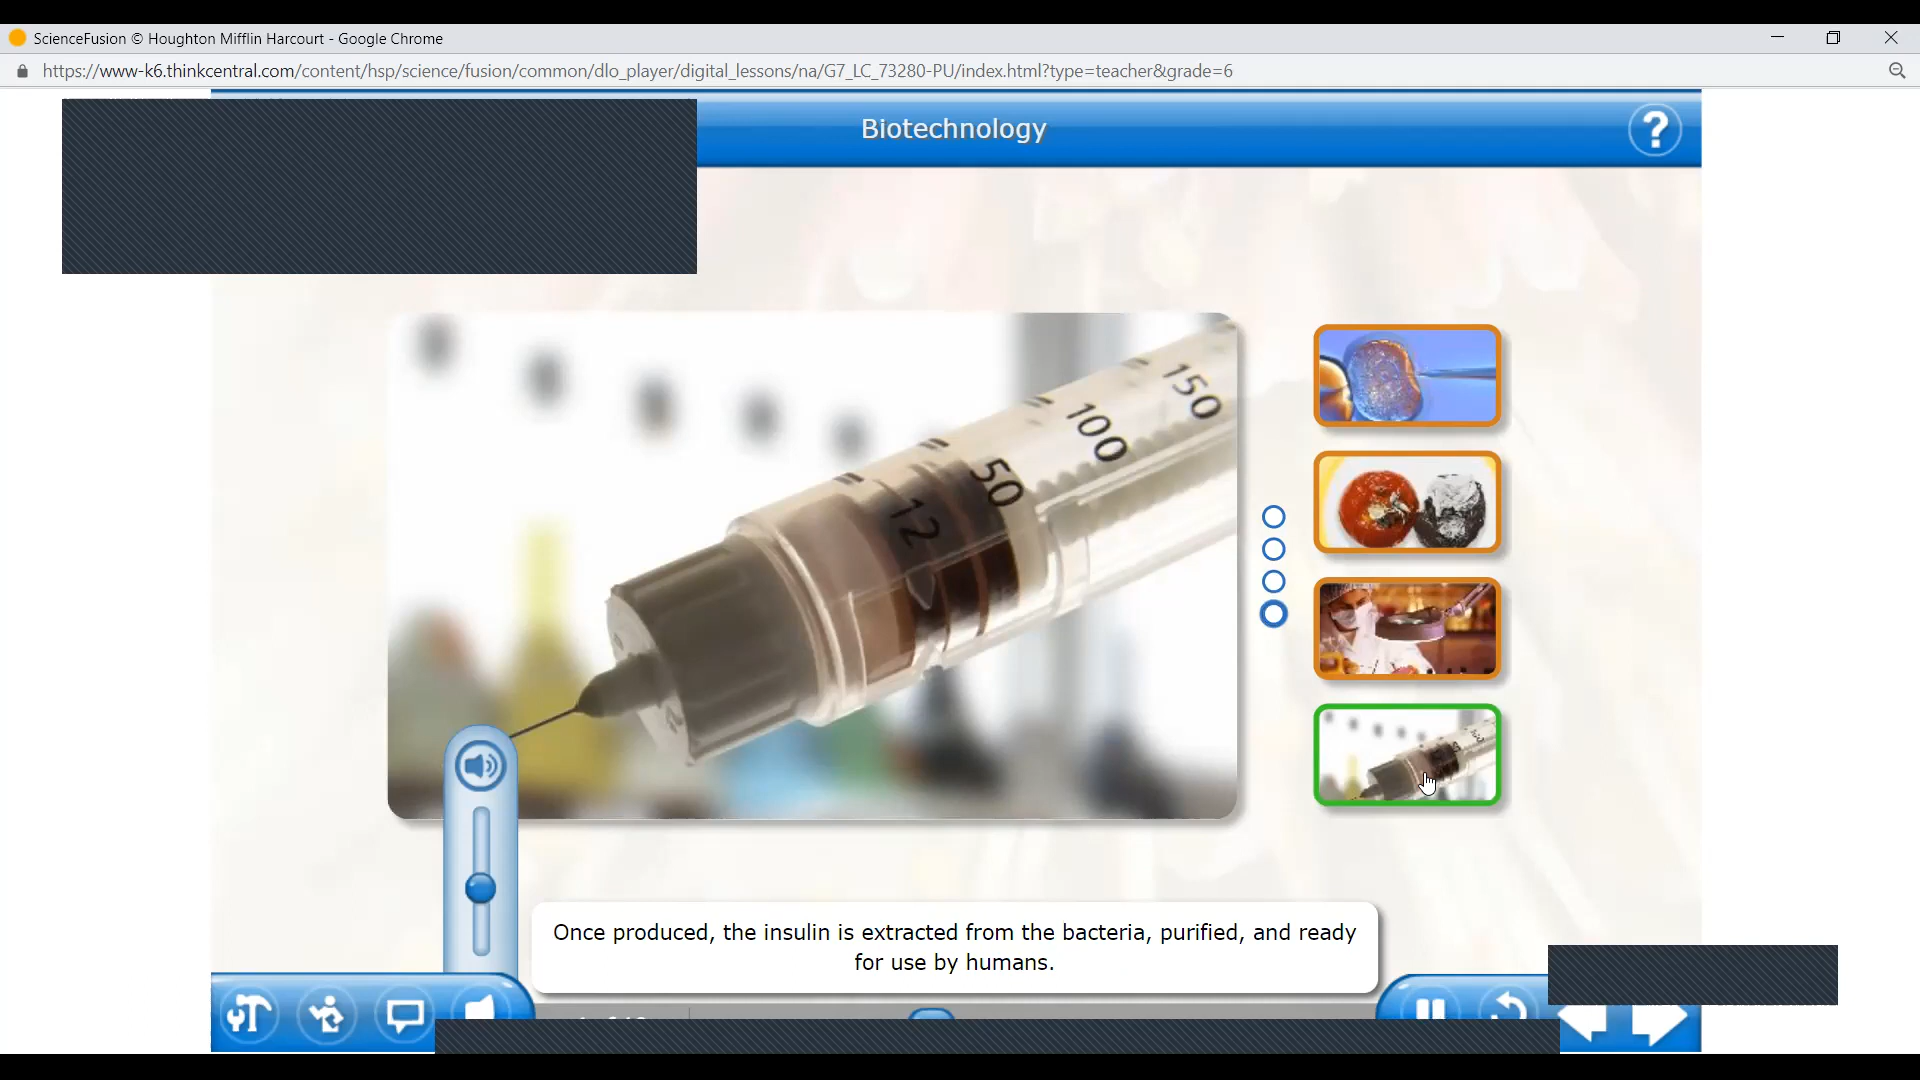 ScienceFusion © Houghton Mifflin Harcourt - Google Chrome
https://www-k6.thinkcentral.com/content/hsp/science/fusion/common/dlo_player/digital_lessons/na/G7_LC_73280-PU/index.html?type=teacher&grade=6
Biotechnology
?
150
100
50
12
Once produced, the insulin is extracted from the bacteria, purified, and ready
for use by humans.